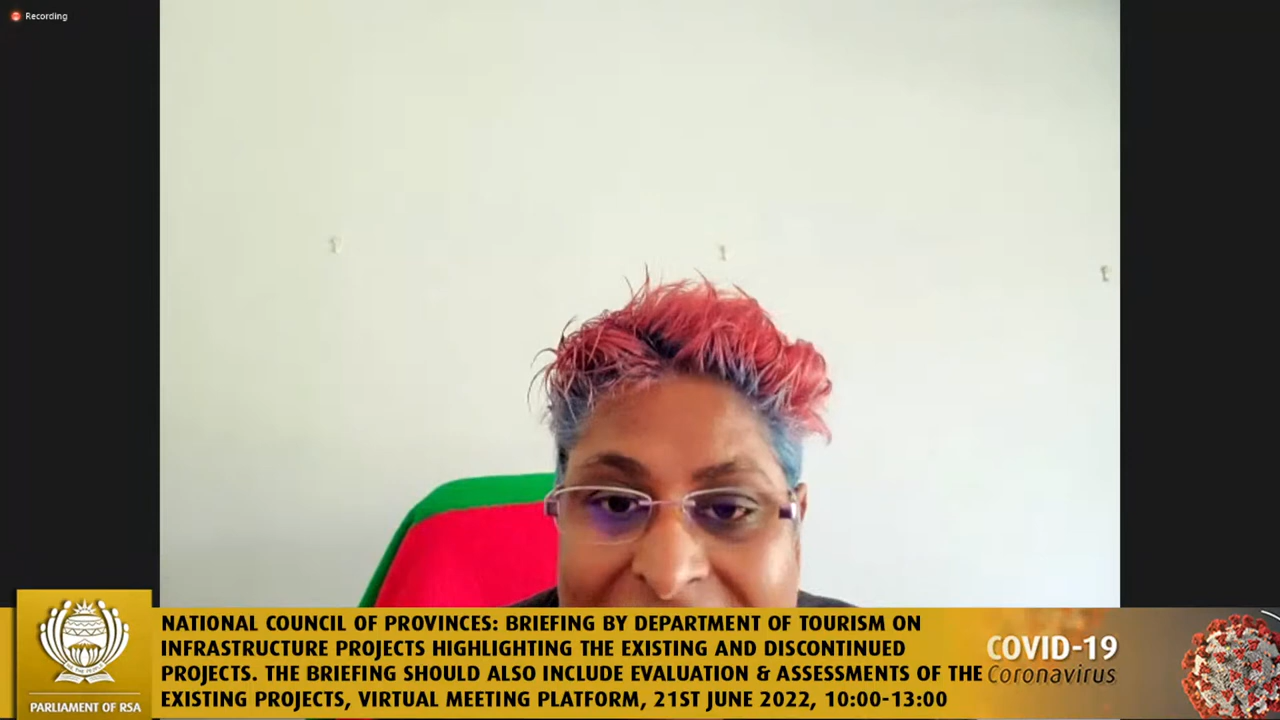 Recording
NATIONAL COUNCIL OF PROVINCES: BRIEFING BY DEPARTMENT OF TOURISM ON
INFRASTRUCTURE PROJECTS HIGHLIGHTING THE EXISTING AND DISCONTINUED
PROJECTS. THE BRIEFING SHOULD ALSO INCLUDE EVALUATION & ASSESSMENTS OF THE
EXISTING PROJECTS, VIRTUAL MEETING PLATFORM, 21ST JUNE 2022, 10:00-13:00
PARLIAMENT OF RSA
COVID-19
Coronavirus